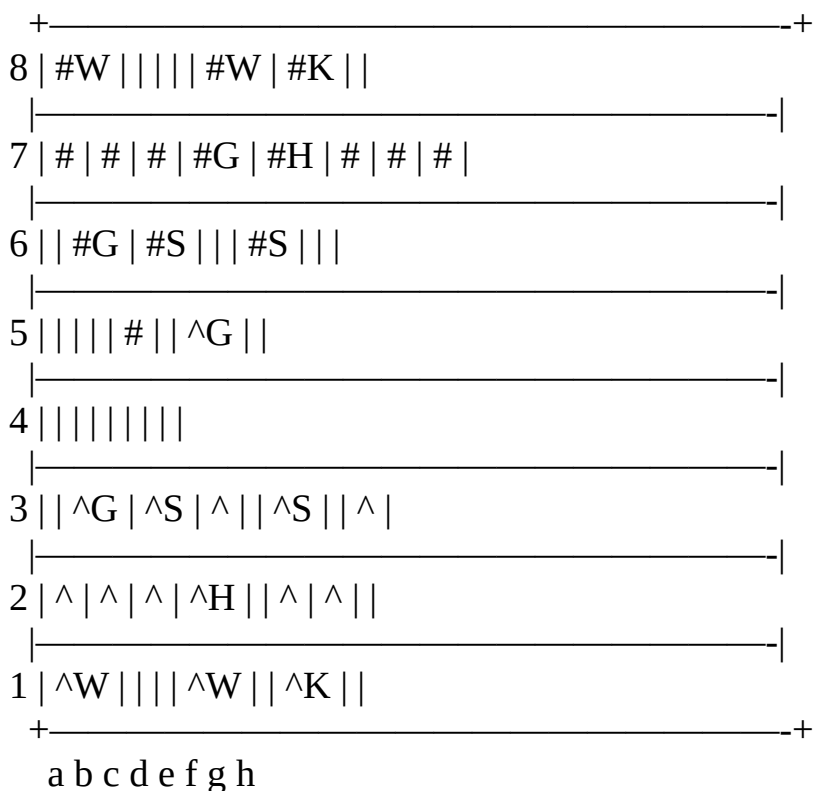 +—————————————————————-+
8 | #W | | | | | #W | #K | |
|—————————————————————-|
7 | # | # | # | #G | #H | # | # | # |
|—————————————————————-|
6 | | #G | #S | | | #S | | |
|—————————————————————-|
5 | | | | | # | | ^G | |
|—————————————————————-|
4 | | | | | | | | |
|—————————————————————-|
3 | | ^G | ^S | ^ | | ^S | | ^ |
|—————————————————————-|
2 | ^ | ^ | ^ | ^H | | ^ | ^ | |
|—————————————————————-|
1 | ^W | | | | ^W | | ^K | |
+—————————————————————-+
a b c d e f g h